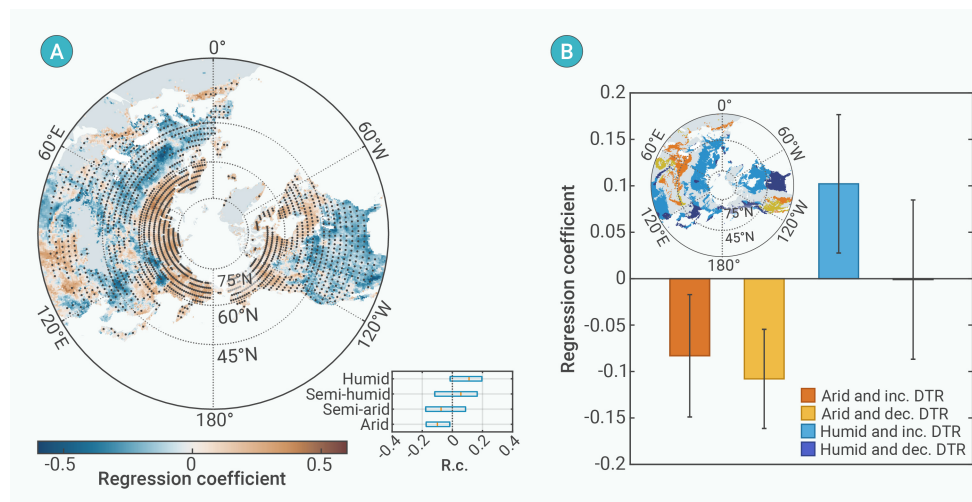 A
0°
60°E
60°W
120°E
120°W
75°N
60°N
45°N
180°
Humid
Semi-humid
Semi-arid
Arid
-0.4
-0.2
0
0.2
0.4
R.c.
-0.5
0
0.5
Regression coefficient
B
Regression coefficient
0.2
0.15
0.1
0.05
0
-0.05
-0.1
-0.15
-0.2
0°
60°E
60°W
120°E
120°W
75°N
45°N
180°
Arid and inc. DTR
Arid and dec. DTR
Humid and inc. DTR
Humid and dec. DTR